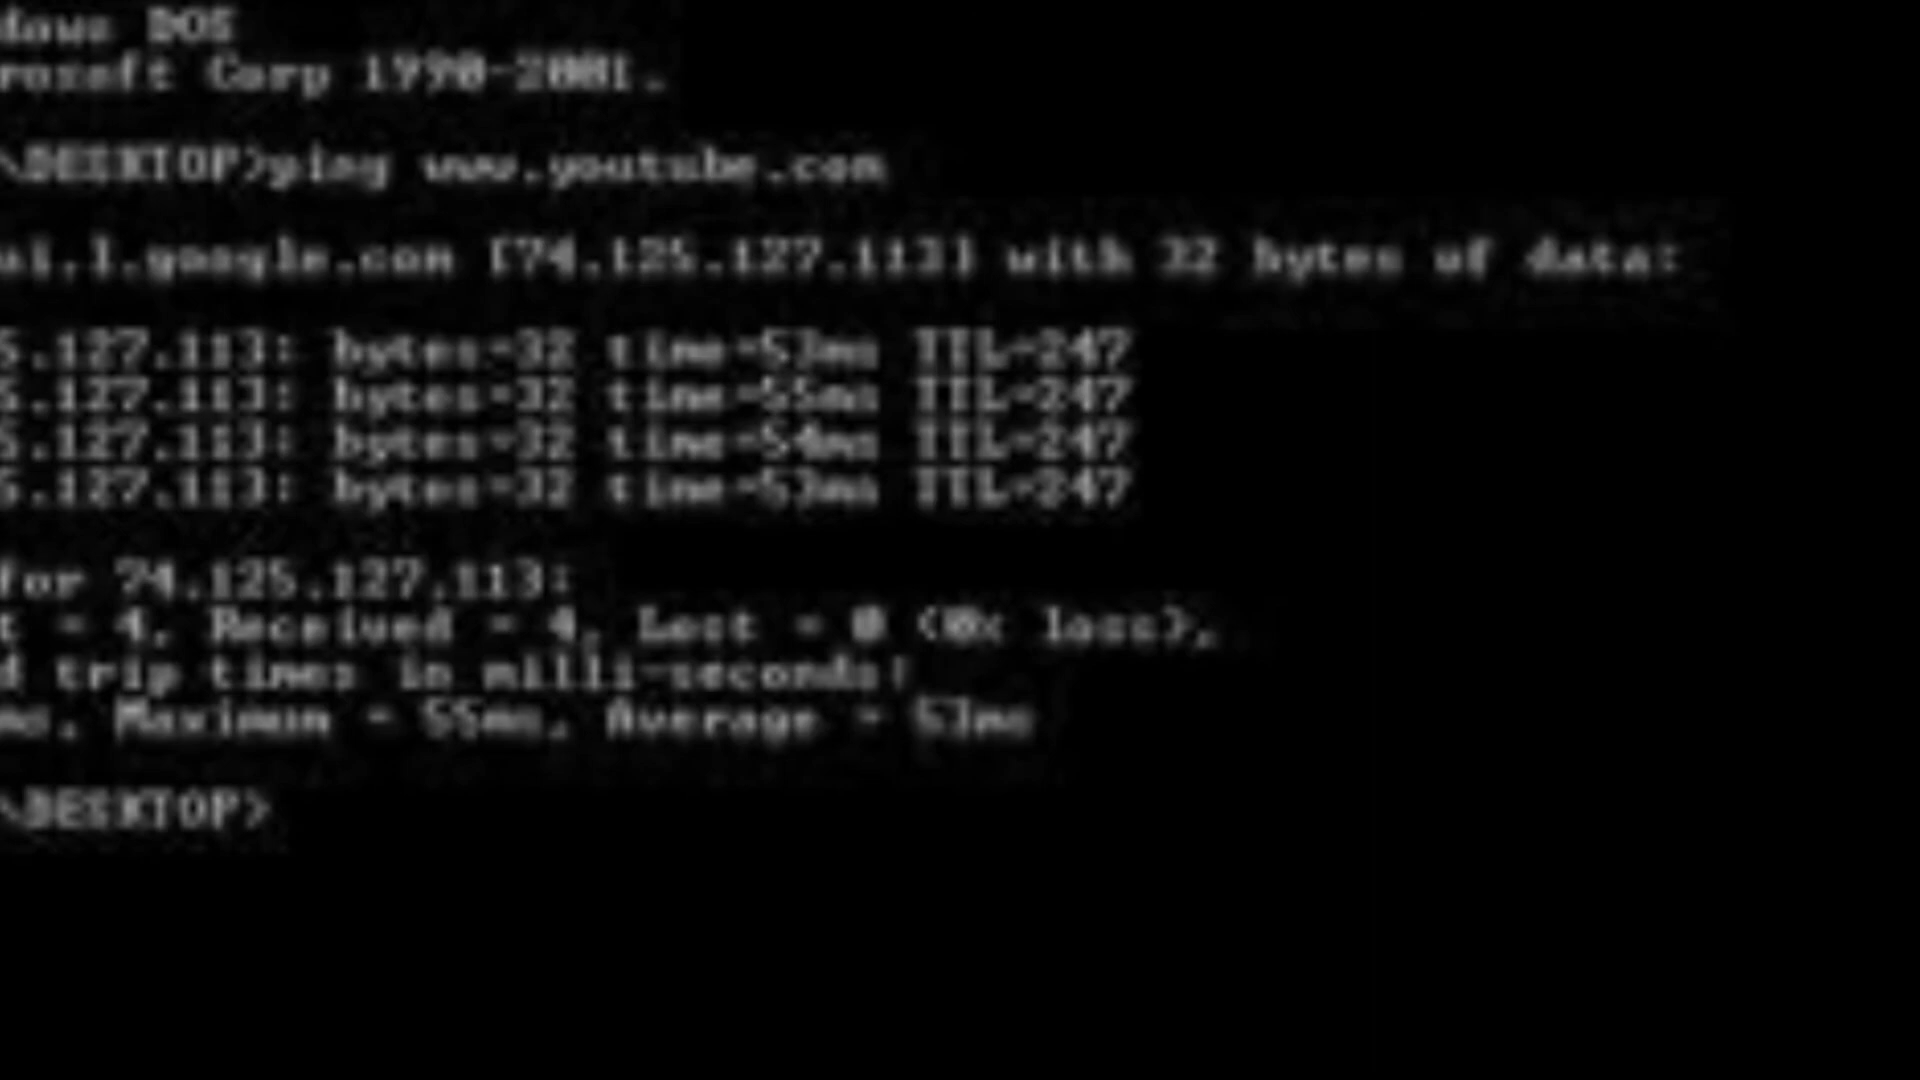 dows DOS
rosoft Corp 1990-2001.
\DESKTOP>ping www.youtube.com
ui.l.google.com [74.125.127.113] with 32 bytes of data:
5.127.113: bytes=32 time=53ms TTL=247
5.127.113: bytes=32 time=55ms TTL=247
5.127.113: bytes=32 time=54ms TTL=247
5.127.113: bytes=32 time=53ms TTL=247
for 74.125.127.113:
t = 4, Received = 4, Lost = 0 (0% loss),
d trip times in milli-seconds:
ms, Maximum = 55ms, Average = 53ms
\DESKTOP>